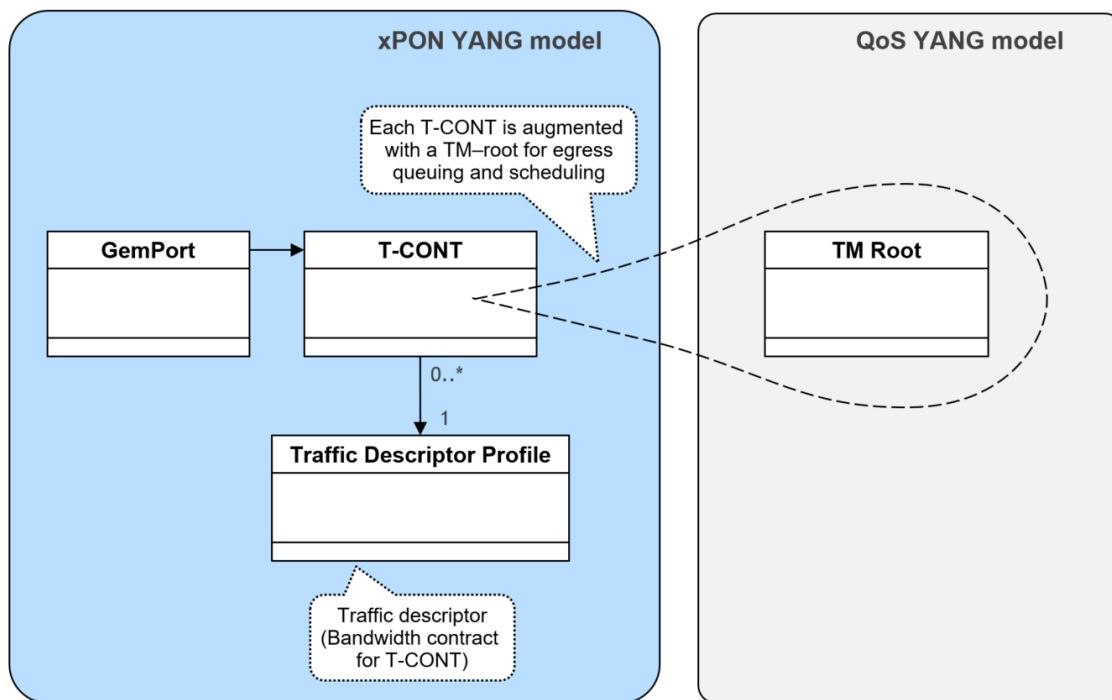 xPON YANG model
QoS YANG model
Each T-CONT is augmented
with a TM–root for egress
queuing and scheduling
GemPort
T-CONT
TM Root
0..*
1
Traffic Descriptor Profile
Traffic descriptor
(Bandwidth contract
for T-CONT)